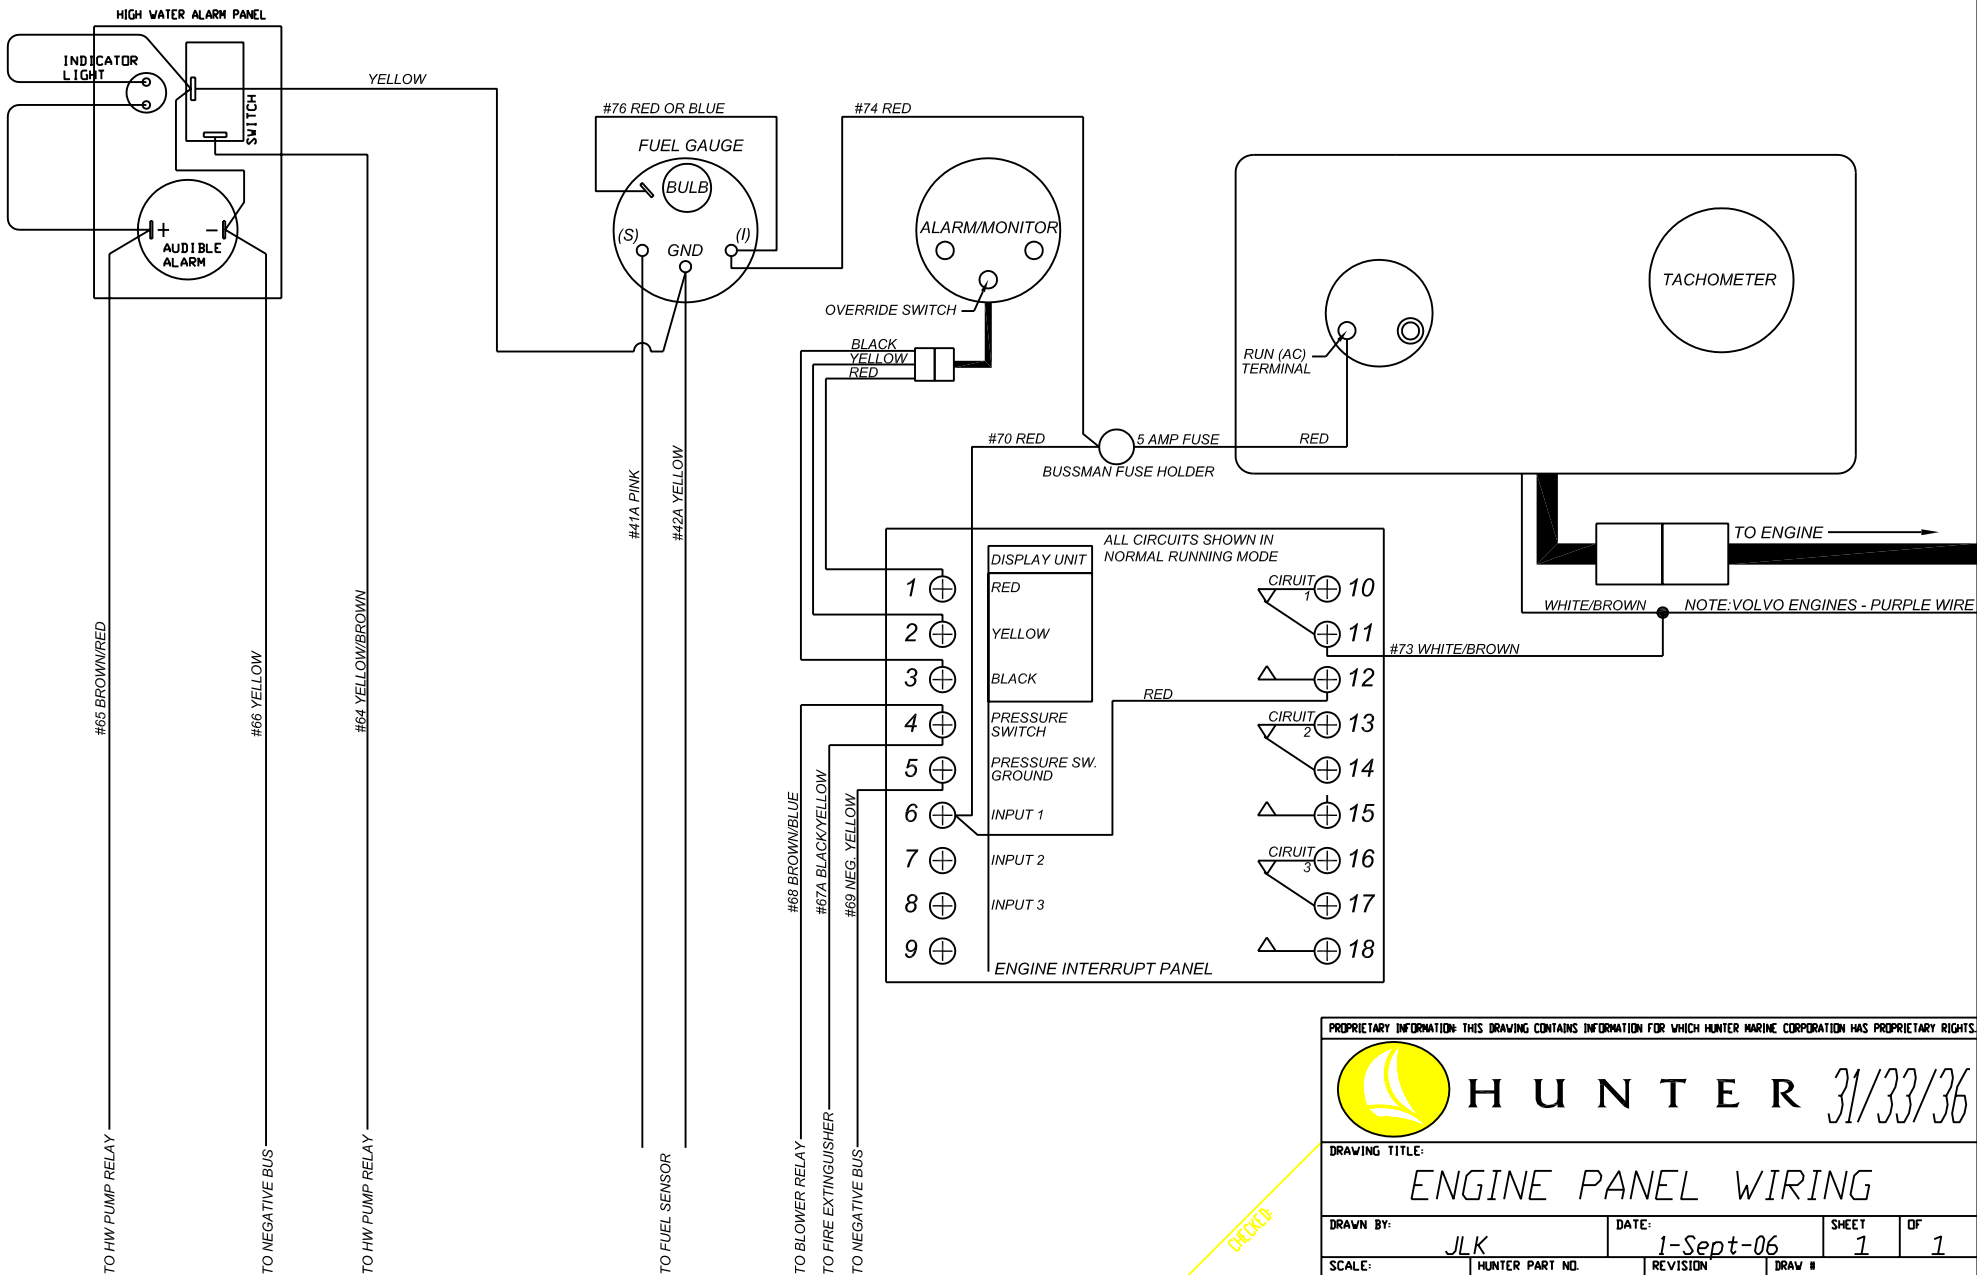 HIGH WATER ALARM PANEL
INDICATOR
LIGHT
SWITCH
+ −
AUDIBLE
ALARM
YELLOW
#76 RED OR BLUE
FUEL GAUGE
BULB
(S)
GND
(I)
#74 RED
ALARM/MONITOR
OVERRIDE SWITCH
BLACK
YELLOW
RED
TACHOMETER
RUN (AC)
TERMINAL
#70 RED
5 AMP FUSE
RED
BUSSMAN FUSE HOLDER
TO ENGINE
WHITE/BROWN
NOTE:VOLVO ENGINES - PURPLE WIRE
#73 WHITE/BROWN
ALL CIRCUITS SHOWN IN
NORMAL RUNNING MODE
DISPLAY UNIT
1 RED
2 YELLOW
3 BLACK
4 PRESSURE
SWITCH
5 PRESSURE SW.
GROUND
6 INPUT 1
7 INPUT 2
8 INPUT 3
9
ENGINE INTERRUPT PANEL
RED
CIRUIT
1
10
11
12
CIRUIT
2
13
14
15
CIRUIT
3
16
17
18
#65 BROWN/RED
#66 YELLOW
#64 YELLOW/BROWN
#41A PINK
#42A YELLOW
#68 BROWN/BLUE
#67A BLACK/YELLOW
#69 NEG. YELLOW
TO HW PUMP RELAY
TO NEGATIVE BUS
TO HW PUMP RELAY
TO FUEL SENSOR
TO BLOWER RELAY
TO FIRE EXTINGUISHER
TO NEGATIVE BUS
CHECKED:
PROPRIETARY INFORMATION: THIS DRAWING CONTAINS INFORMATION FOR WHICH HUNTER MARINE CORPORATION HAS PROPRIETARY RIGHTS.
HUNTER 31/33/36
DRAWING TITLE:
ENGINE PANEL WIRING
DRAWN BY:
JLK
DATE:
1-Sept-06
SHEET
1
OF
1
SCALE:
HUNTER PART NO.
REVISION
DRAW #